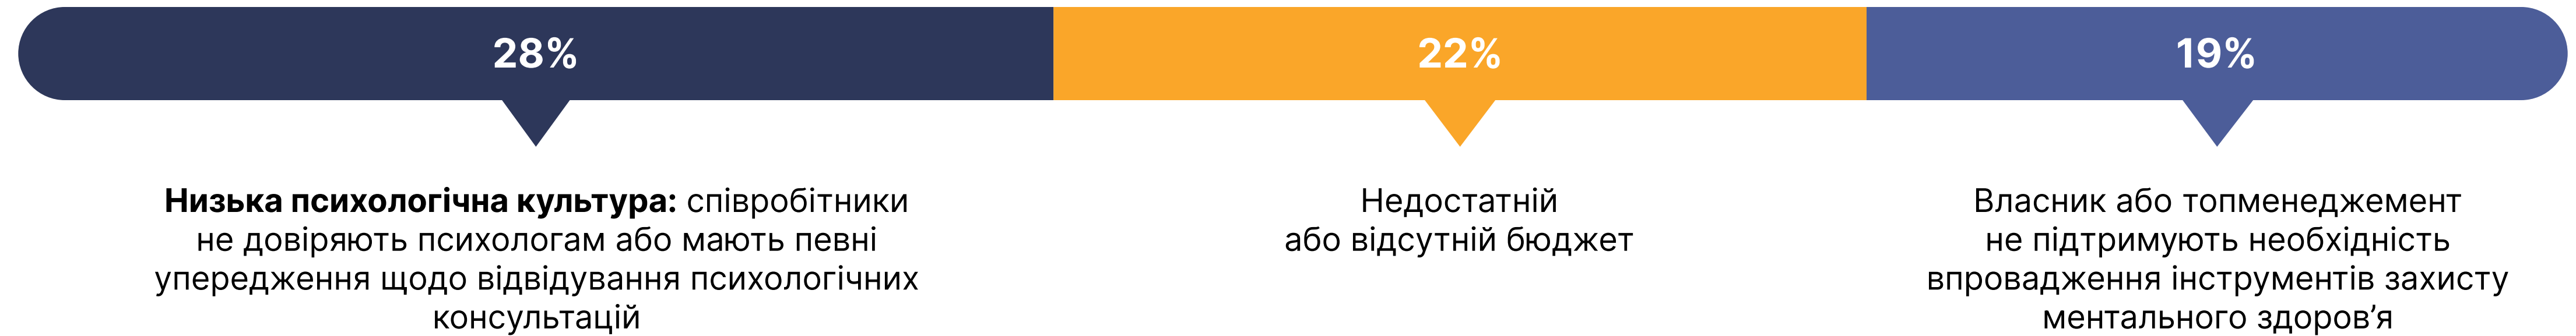 28%
22%
19%
Низька психологічна культура: співробітники
не довіряють психологам або мають певні
упередження щодо відвідування психологічних
консультацій
Недостатній
або відсутній бюджет
Власник або топменеджемент
не підтримують необхідність
впровадження інструментів захисту
ментального здоров’я